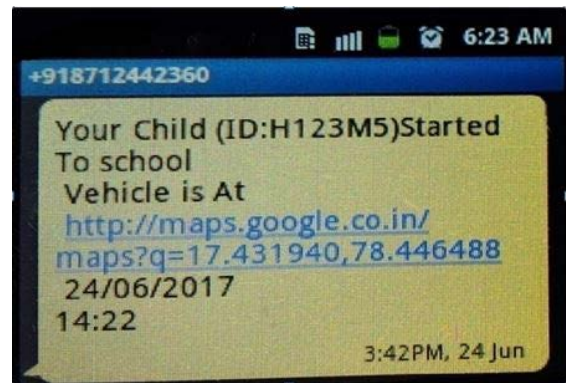 6:23 AM
+918712442360
Your Child (ID:H123M5)Started
To school
Vehicle is At
http://maps.google.co.in/
maps?q=17.431940,78.446488
24/06/2017
14:22
3:42PM, 24 Jun